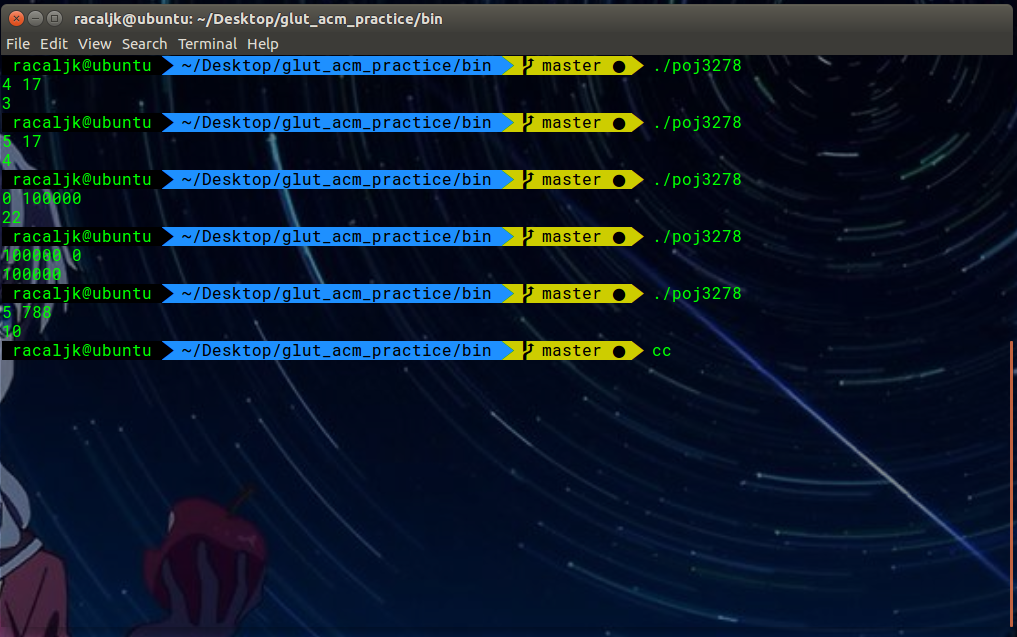 racaljk@ubuntu: ~/Desktop/glut_acm_practice/bin
File Edit View Search Terminal Help
racaljk@ubuntu ~/Desktop/glut_acm_practice/bin master ● ./poj3278
4 17
3
racaljk@ubuntu ~/Desktop/glut_acm_practice/bin master ● ./poj3278
5 17
4
racaljk@ubuntu ~/Desktop/glut_acm_practice/bin master ● ./poj3278
0 100000
22
racaljk@ubuntu ~/Desktop/glut_acm_practice/bin master ● ./poj3278
100000 0
100000
racaljk@ubuntu ~/Desktop/glut_acm_practice/bin master ● ./poj3278
5 788
10
racaljk@ubuntu ~/Desktop/glut_acm_practice/bin master ● cc